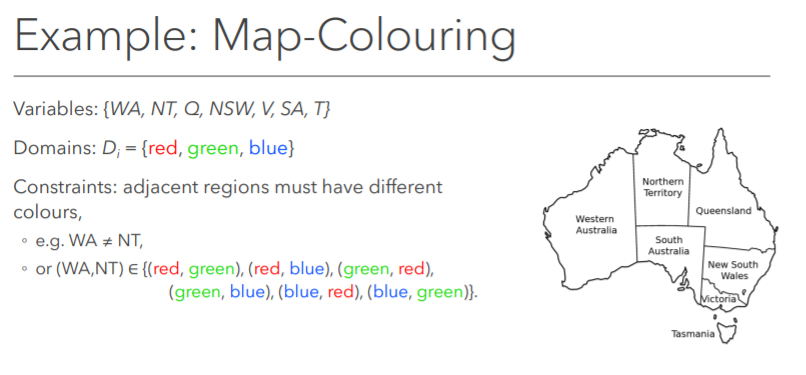 Example: Map-Colouring
Variables: {WA, NT, Q, NSW, V, SA, T}
Domains: Di = {red, green, blue}
Constraints: adjacent regions must have different
colours,
◦ e.g. WA ≠ NT,
◦ or (WA,NT) ∈ {(red, green), (red, blue), (green, red),
(green, blue), (blue, red), (blue, green)}.
Northern
Territory
Western
Australia
Queensland
South
Australia
New South
Wales
Victoria
Tasmania